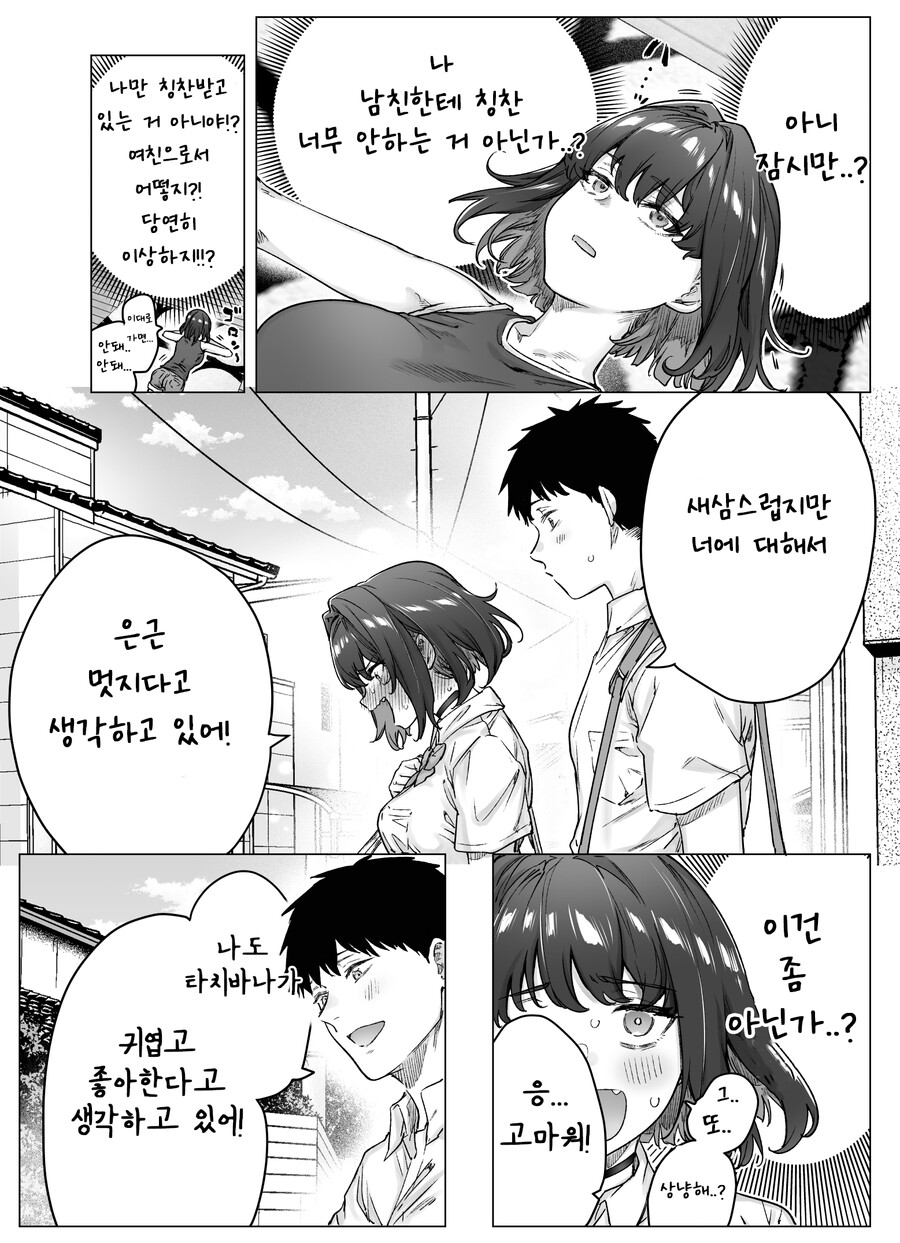 아니
잠시만..?
나
남친한테 칭찬
너무 안하는 거 아닌가..?
나만 칭찬받고
있는 거 아니야!?
여친으로서
어떻지?!
당연히
이상하지!!?
이대로
가면...
안돼..
안돼...
새삼스럽지만
너에 대해서
은근
멋지다고
생각하고 있어!
이건
좀
아닌가..?
그..
또..
상냥해..?
응...
고마워!
나도
타치바나가
귀엽고
좋아한다고
생각하고 있어!